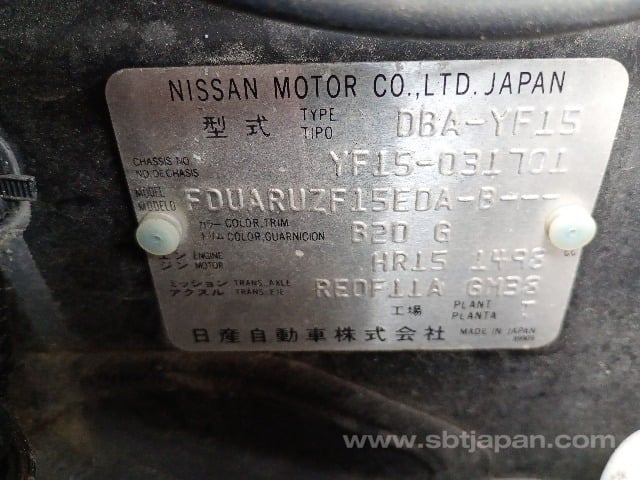 NISSAN MOTOR CO.,LTD. JAPAN
型式 TYPE TIPO DBA-YF15
CHASSIS NO. NO.DE CHASIS YF15-031701
MODEL MODELO FDUARUZF15EDA-B---
カラー COLOR,TRIM トリム COLOR,GUARNICION B20 G
エンジン ENGINE MOTOR HR15 1498 CC
ミッション TRANS. AXLE アクスル TRANS. EJE RE0F11A GM38
工場 PLANT PLANTA T
日産自動車株式会社 MADE IN JAPAN
www.sbtjapan.com